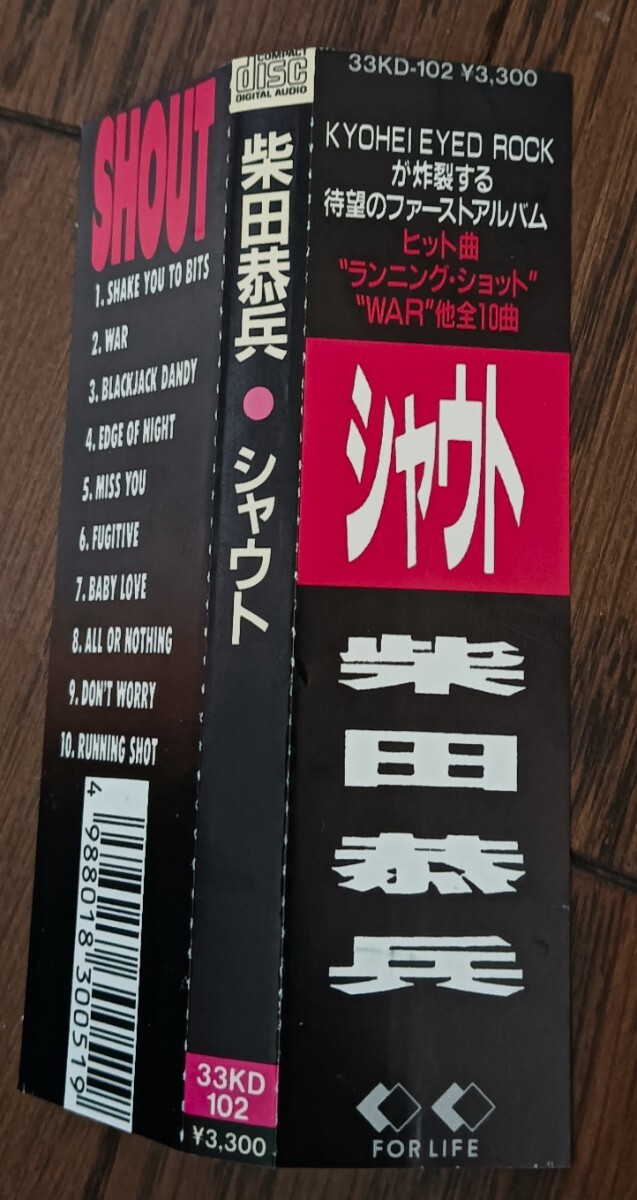 SHOUT
1. SHAKE YOU TO BITS
2. WAR
3. BLACKJACK DANDY
4. EDGE OF NIGHT
5. MISS YOU
6. FUGITIVE
7. BABY LOVE
8. ALL OR NOTHING
9. DON'T WORRY
10. RUNNING SHOT
4 988018 300519
COMPACT
disc
DIGITAL AUDIO
柴田恭兵●シャウト
33KD
102
¥3,300
33KD-102 ¥3,300
KYOHEI EYED ROCK
が炸裂する
待望のファーストアルバム
ヒット曲
“ランニング・ショット”
“WAR”他全10曲
シャウト
柴田恭兵
FOR LIFE